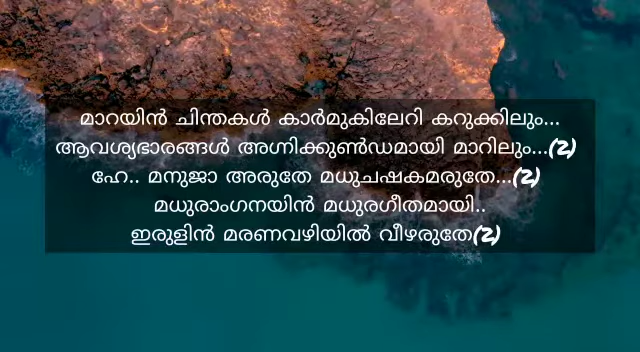 മാറയിൻ ചിന്തകൾ കാർമുകിലേറി കറുക്കിലും...
ആവശ്യഭാരങ്ങൾ അഗ്നിക്കുൺഡമായി മാറിലും...(2)
ഹേ.. മനുജാ അരുതേ മധുചഷകമരുതേ...(2)
മധുരാംഗനയിൻ മധുരഗീതമായി..
ഇരുളിൻ മരണവഴിയിൽ വീഴരുതേ(2)